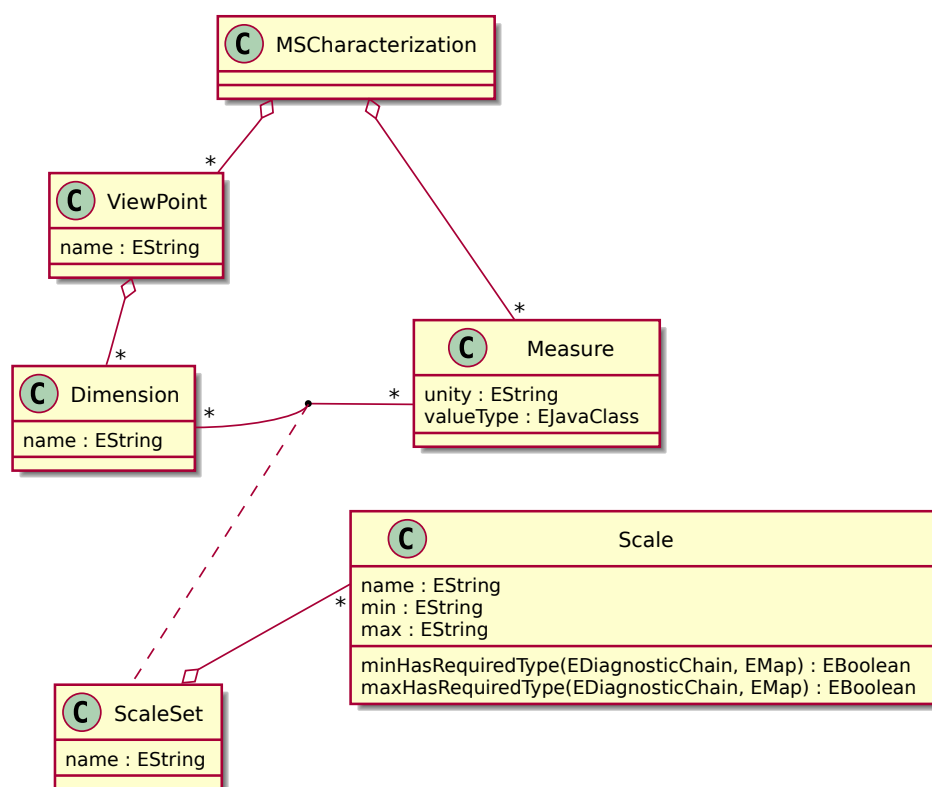 C MSCharacterization
*
C ViewPoint
name : EString
*
*
C Measure
unity : EString
valueType : EJavaClass
C Dimension
name : EString
*
*
C Scale
name : EString
min : EString
max : EString
minHasRequiredType(EDiagnosticChain, EMap) : EBoolean
maxHasRequiredType(EDiagnosticChain, EMap) : EBoolean
*
C ScaleSet
name : EString